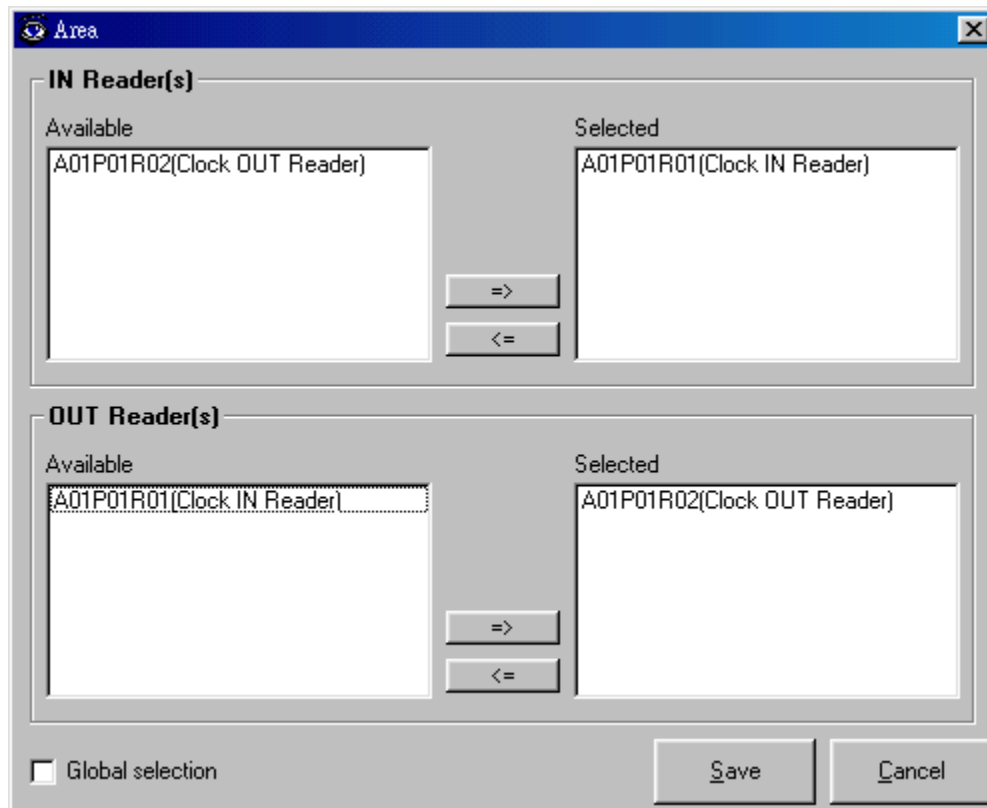 Area
IN Reader(s)
Available
Selected
A01P01R02(Clock OUT Reader)
A01P01R01(Clock IN Reader)
=>
<=
OUT Reader(s)
Available
Selected
A01P01R01(Clock IN Reader)
A01P01R02(Clock OUT Reader)
=>
<=
Global selection
Save
Cancel